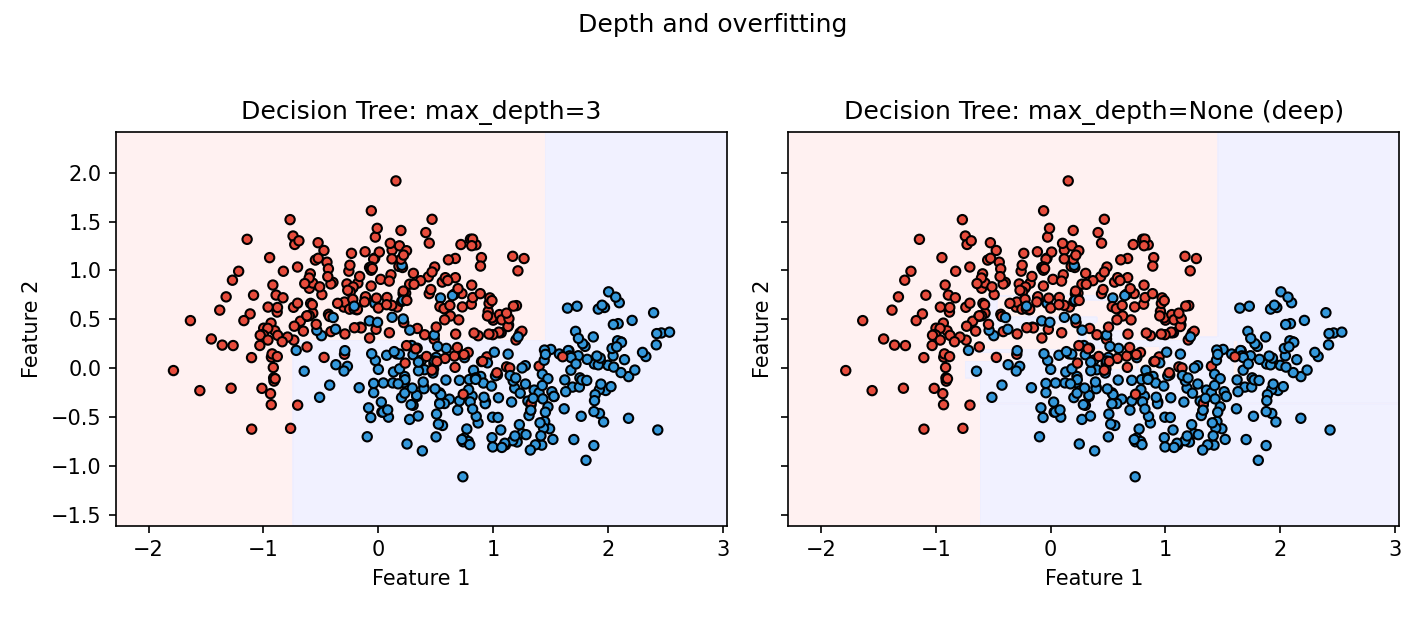 Depth and overfitting
Decision Tree: max_depth=3
Feature 2
2.0
1.5
1.0
0.5
0.0
−0.5
−1.0
−1.5
−2
−1
0
1
2
3
Feature 1
Decision Tree: max_depth=None (deep)
Feature 2
−2
−1
0
1
2
3
Feature 1